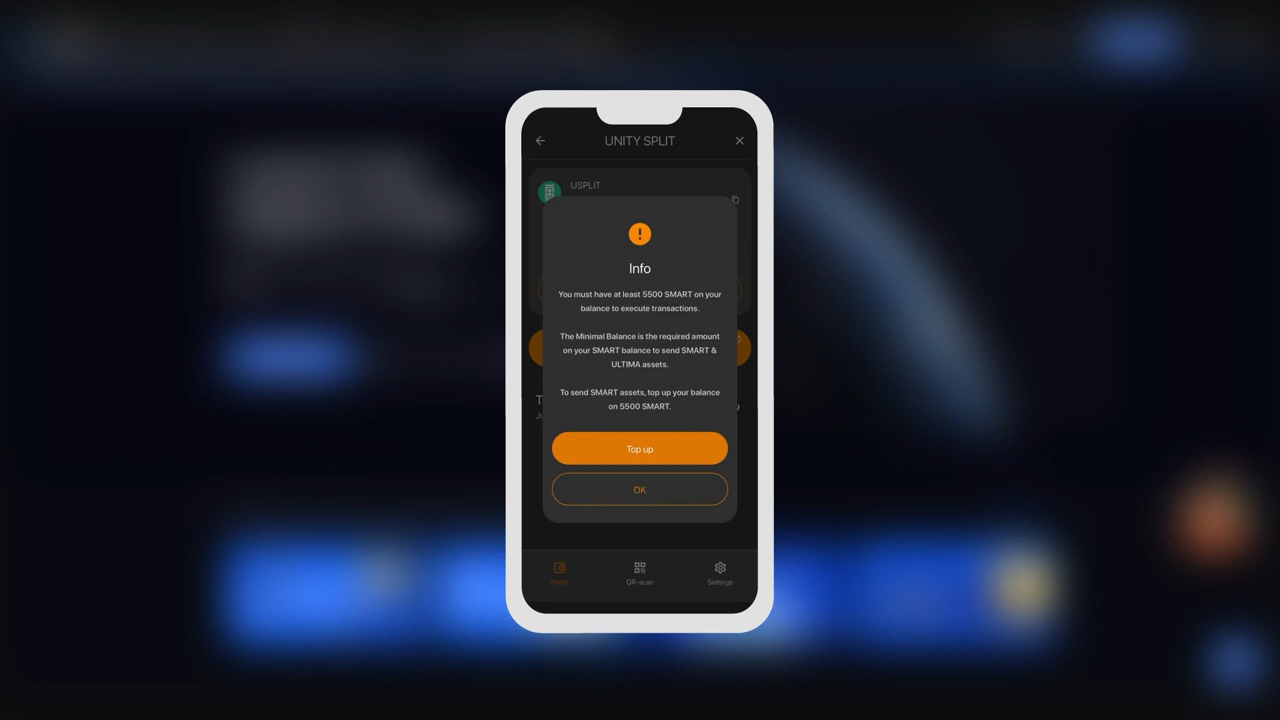 UNITY SPLIT
USPLIT
Info
You must have at least 5500 SMART on your
balance to execute transactions.
The Minimal Balance is the required amount
on your SMART balance to send SMART &
ULTIMA assets.
To send SMART assets, top up your balance
on 5500 SMART.
Top up
OK
Wallet
QR-scan
Settings